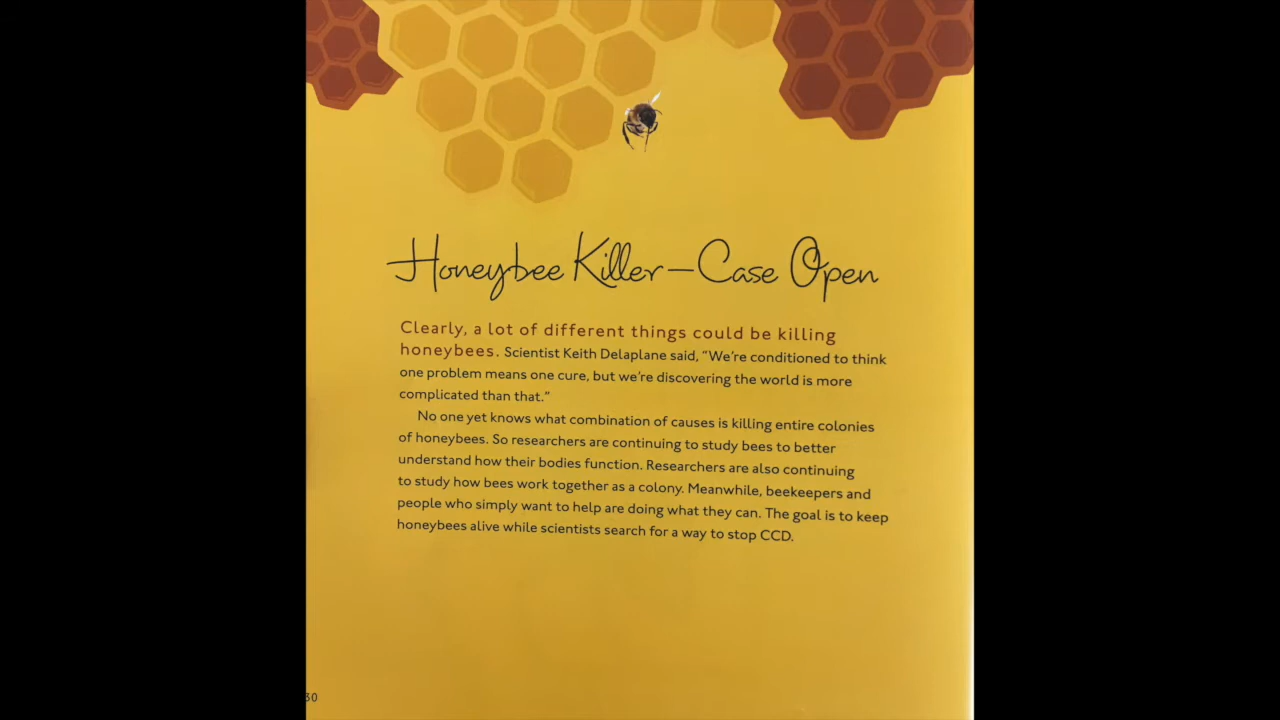 Honeybee Killer—Case Open
Clearly, a lot of different things could be killing
honeybees. Scientist Keith Delaplane said, “We’re conditioned to think
one problem means one cure, but we’re discovering the world is more
complicated than that.”
No one yet knows what combination of causes is killing entire colonies
of honeybees. So researchers are continuing to study bees to better
understand how their bodies function. Researchers are also continuing
to study how bees work together as a colony. Meanwhile, beekeepers and
people who simply want to help are doing what they can. The goal is to keep
honeybees alive while scientists search for a way to stop CCD.
30